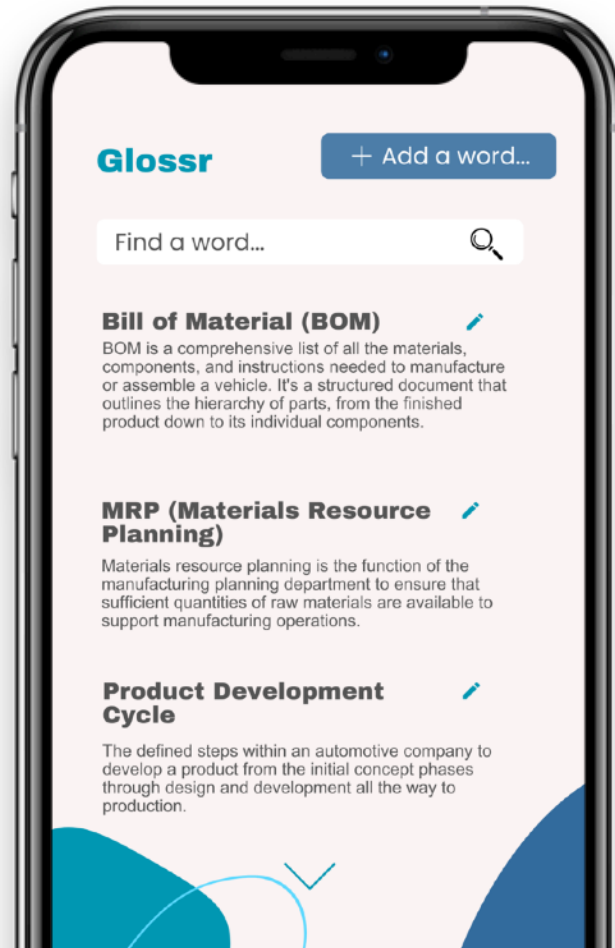 Glossr
+ Add a word...
Find a word...
Bill of Material (BOM)
BOM is a comprehensive list of all the materials,
components, and instructions needed to manufacture
or assemble a vehicle. It's a structured document that
outlines the hierarchy of parts, from the finished
product down to its individual components.
MRP (Materials Resource
Planning)
Materials resource planning is the function of the
manufacturing planning department to ensure that
sufficient quantities of raw materials are available to
support manufacturing operations.
Product Development
Cycle
The defined steps within an automotive company to
develop a product from the initial concept phases
through design and development all the way to
production.